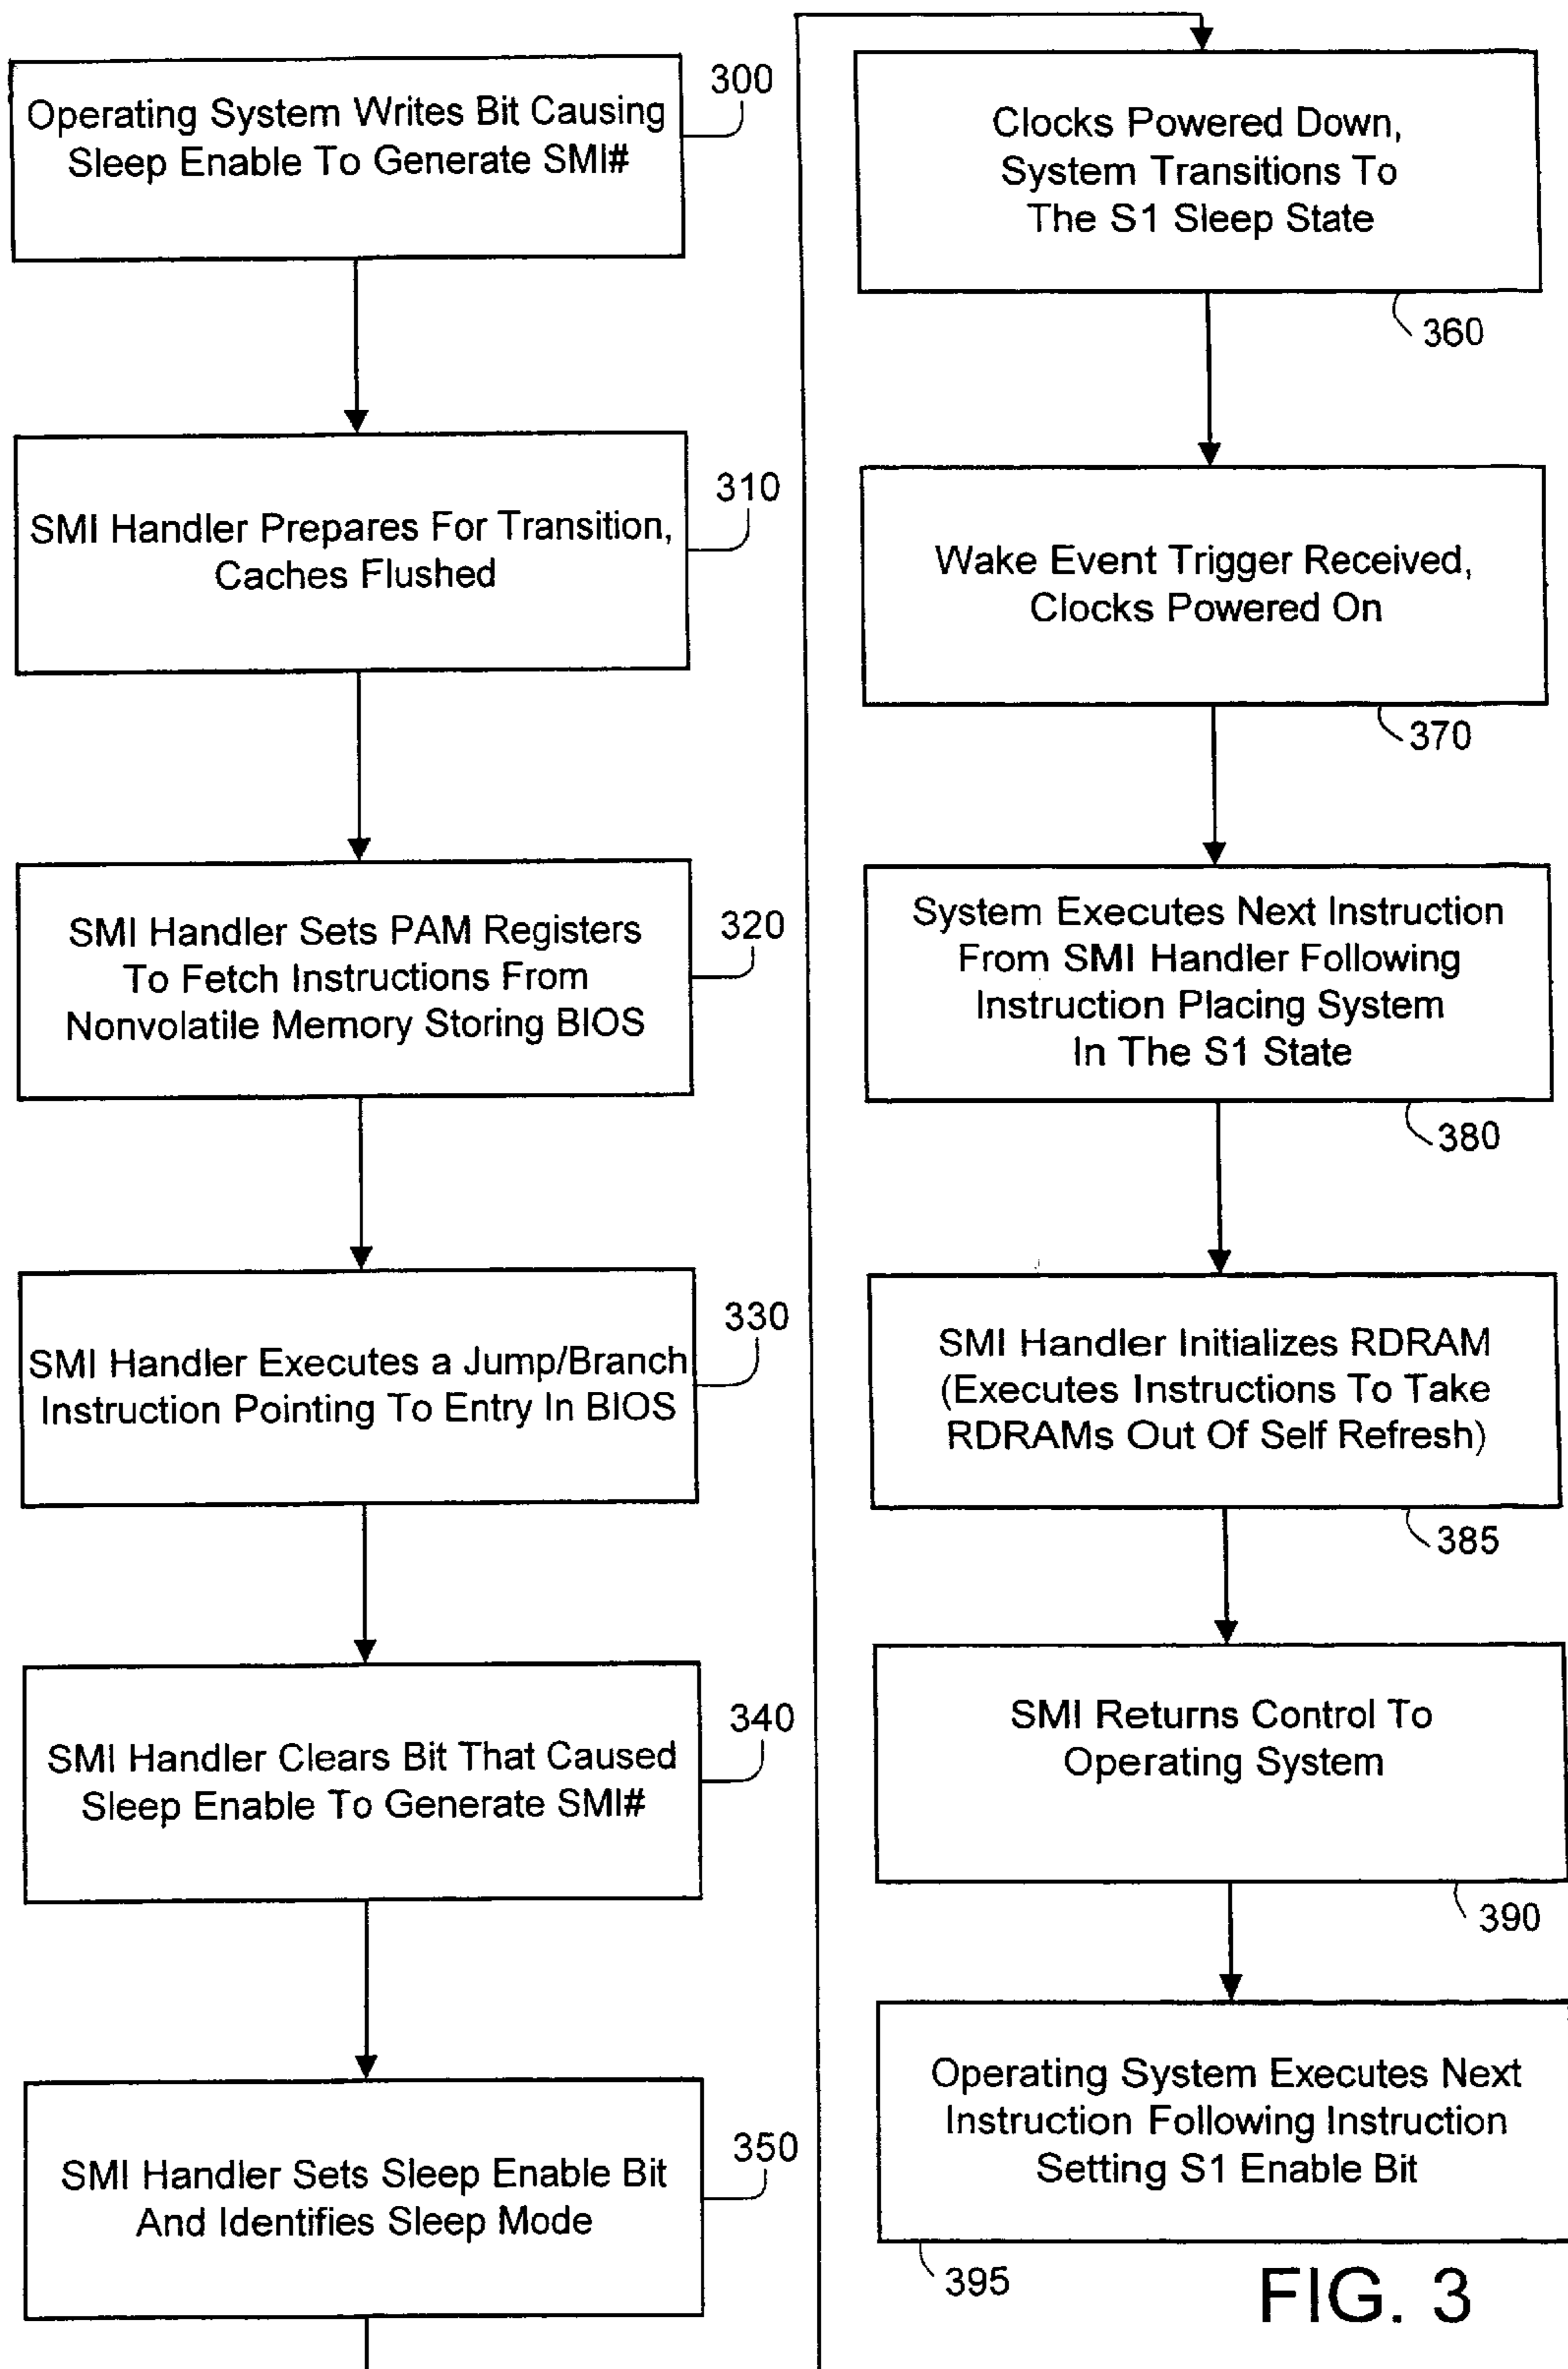 Operating System Writes Bit Causing
Sleep Enable To Generate SMI#
300
SMI Handler Prepares For Transition,
Caches Flushed
310
SMI Handler Sets PAM Registers
To Fetch Instructions From
Nonvolatile Memory Storing BIOS
320
SMI Handler Executes a Jump/Branch
Instruction Pointing To Entry In BIOS
330
SMI Handler Clears Bit That Caused
Sleep Enable To Generate SMI#
340
SMI Handler Sets Sleep Enable Bit
And Identifies Sleep Mode
350
Clocks Powered Down,
System Transitions To
The S1 Sleep State
360
Wake Event Trigger Received,
Clocks Powered On
370
System Executes Next Instruction
From SMI Handler Following
Instruction Placing System
In The S1 State
380
SMI Handler Initializes RDRAM
(Executes Instructions To Take
RDRAMs Out Of Self Refresh)
385
SMI Returns Control To
Operating System
390
Operating System Executes Next
Instruction Following Instruction
Setting S1 Enable Bit
395
FIG. 3